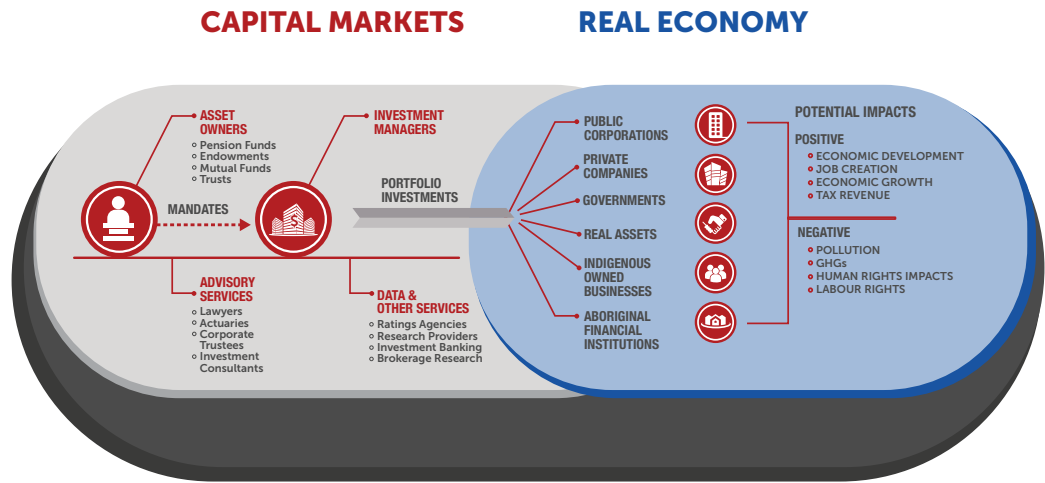 CAPITAL MARKETS
REAL ECONOMY
ASSET
OWNERS
Pension Funds
Endowments
Mutual Funds
Trusts
MANDATES
INVESTMENT
MANAGERS
PORTFOLIO
INVESTMENTS
ADVISORY
SERVICES
Lawyers
Actuaries
Corporate
Trustees
Investment
Consultants
DATA &
OTHER SERVICES
Ratings Agencies
Research Providers
Investment Banking
Brokerage Research
PUBLIC
CORPORATIONS
PRIVATE
COMPANIES
GOVERNMENTS
REAL ASSETS
INDIGENOUS
OWNED
BUSINESSES
ABORIGINAL
FINANCIAL
INSTITUTIONS
$
POTENTIAL IMPACTS
POSITIVE
ECONOMIC DEVELOPMENT
JOB CREATION
ECONOMIC GROWTH
TAX REVENUE
NEGATIVE
POLLUTION
GHGs
HUMAN RIGHTS IMPACTS
LABOUR RIGHTS